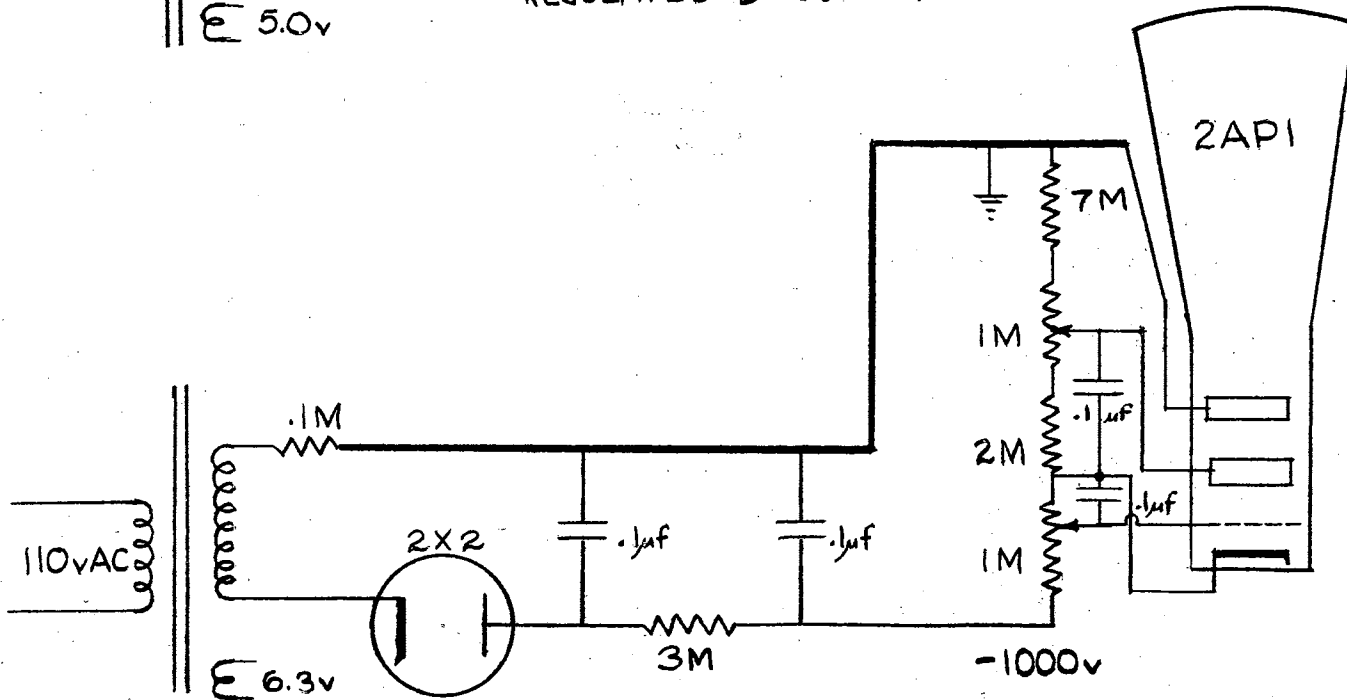 5.0v
2AP1
7M
1M
.1M
.1µf
2M
110vAC
2X2
.1µf
.1µf
.1µf
1M
3M
-1000v
6.3v